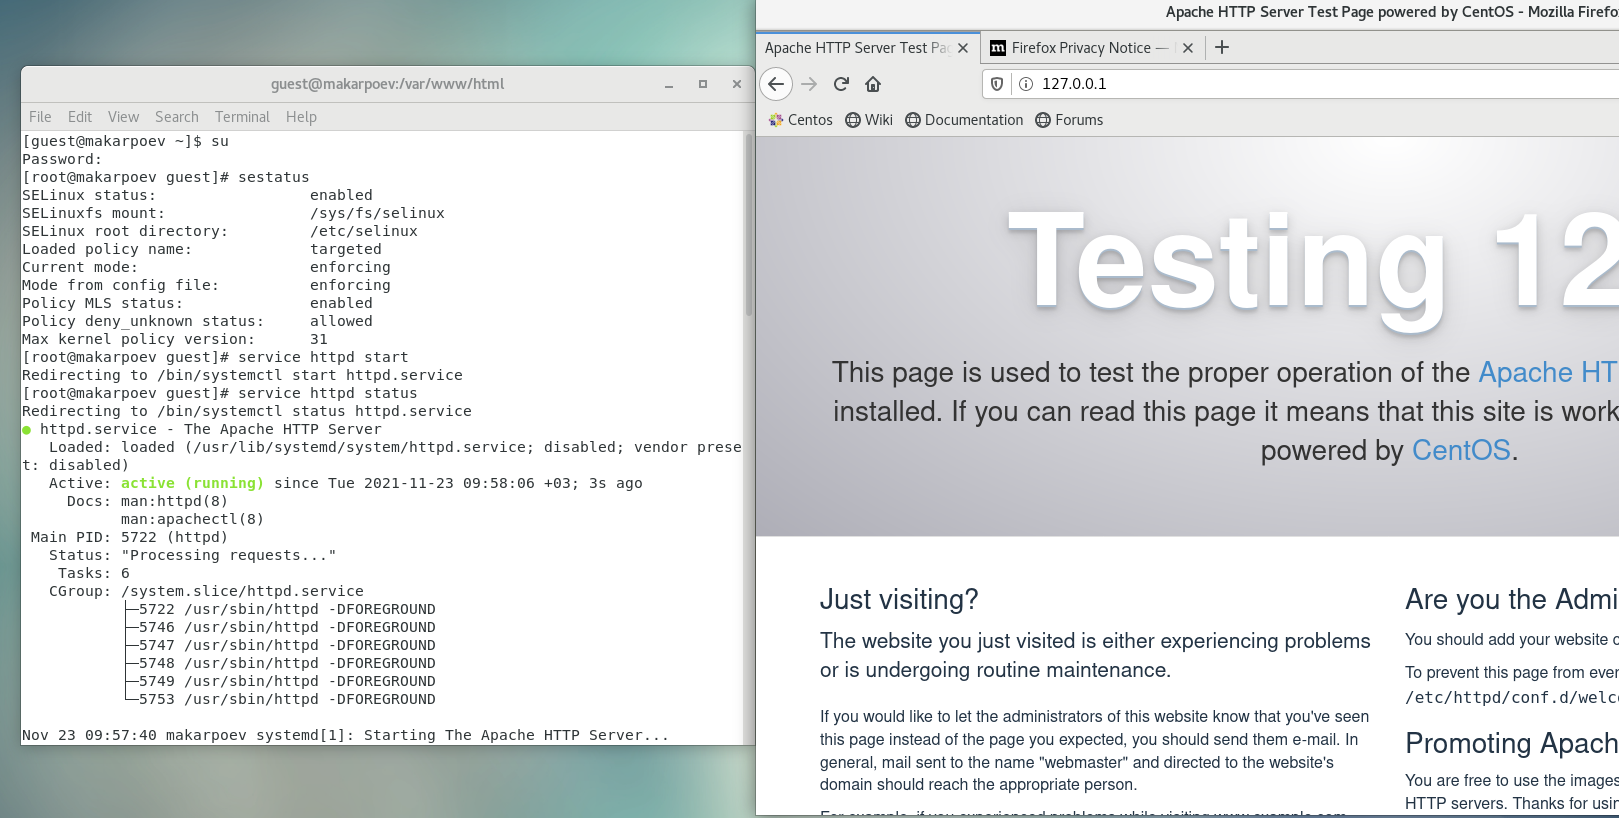 guest@makarpoev:/var/www/html
File Edit View Search Terminal Help
[guest@makarpoev ~]$ su
Password:
[root@makarpoev guest]# sestatus
SELinux status:                 enabled
SELinuxfs mount:                /sys/fs/selinux
SELinux root directory:         /etc/selinux
Loaded policy name:             targeted
Current mode:                   enforcing
Mode from config file:          enforcing
Policy MLS status:              enabled
Policy deny_unknown status:     allowed
Max kernel policy version:      31
[root@makarpoev guest]# service httpd start
Redirecting to /bin/systemctl start httpd.service
[root@makarpoev guest]# service httpd status
Redirecting to /bin/systemctl status httpd.service
● httpd.service - The Apache HTTP Server
   Loaded: loaded (/usr/lib/systemd/system/httpd.service; disabled; vendor prese
t: disabled)
   Active: active (running) since Tue 2021-11-23 09:58:06 +03; 3s ago
     Docs: man:httpd(8)
           man:apachectl(8)
 Main PID: 5722 (httpd)
   Status: "Processing requests..."
    Tasks: 6
   CGroup: /system.slice/httpd.service
           ├─5722 /usr/sbin/httpd -DFOREGROUND
           ├─5746 /usr/sbin/httpd -DFOREGROUND
           ├─5747 /usr/sbin/httpd -DFOREGROUND
           ├─5748 /usr/sbin/httpd -DFOREGROUND
           ├─5749 /usr/sbin/httpd -DFOREGROUND
           └─5753 /usr/sbin/httpd -DFOREGROUND
Nov 23 09:57:40 makarpoev systemd[1]: Starting The Apache HTTP Server...
Apache HTTP Server Test Page powered by CentOS - Mozilla Firefo
Apache HTTP Server Test Pag Firefox Privacy Notice —
127.0.0.1
Centos Wiki Documentation Forums
Testing 12
This page is used to test the proper operation of the Apache HT
installed. If you can read this page it means that this site is work
powered by CentOS.
Just visiting?
The website you just visited is either experiencing problems
or is undergoing routine maintenance.
If you would like to let the administrators of this website know that you've seen
this page instead of the page you expected, you should send them e-mail. In
general, mail sent to the name "webmaster" and directed to the website's
domain should reach the appropriate person.
For example, if you experienced problems while visiting www.example.com,
Are you the Admi
You should add your website c
To prevent this page from ever
/etc/httpd/conf.d/welc
Promoting Apach
You are free to use the images
HTTP servers. Thanks for usin